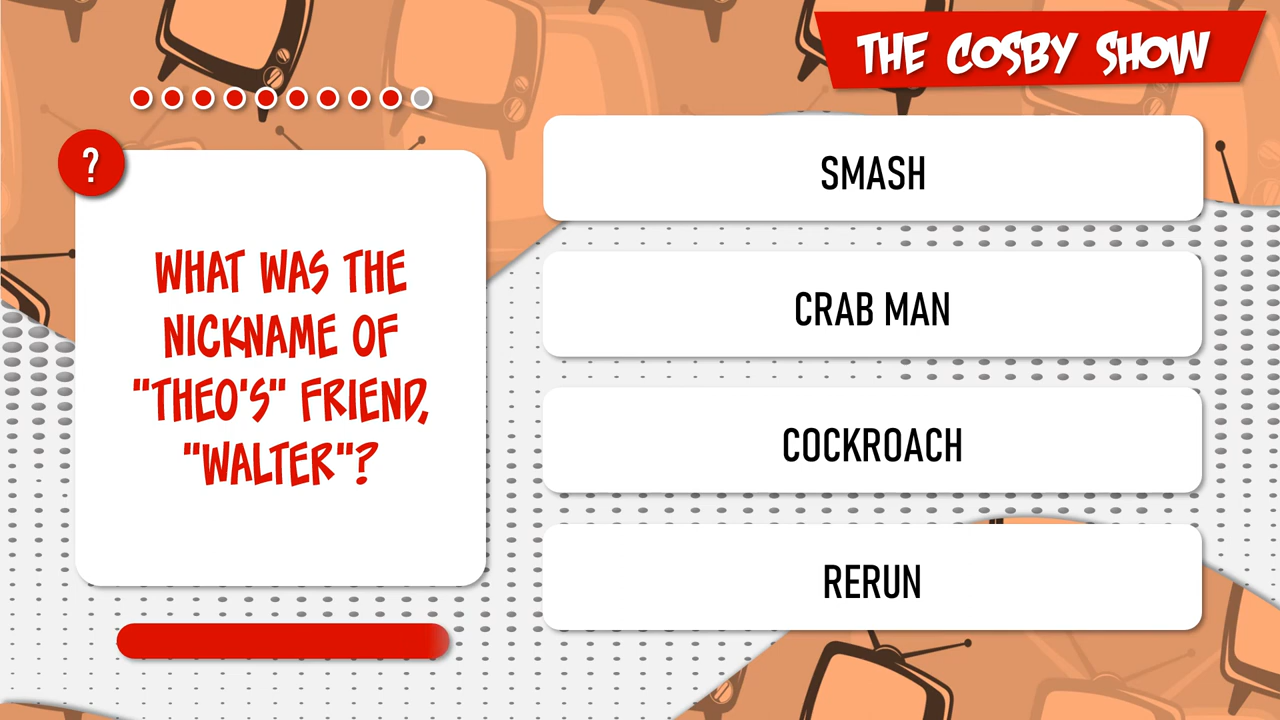 THE COSBY SHOW
?
WHAT WAS THE
NICKNAME OF
"THEO'S" FRIEND,
"WALTER"?
SMASH
CRAB MAN
COCKROACH
RERUN